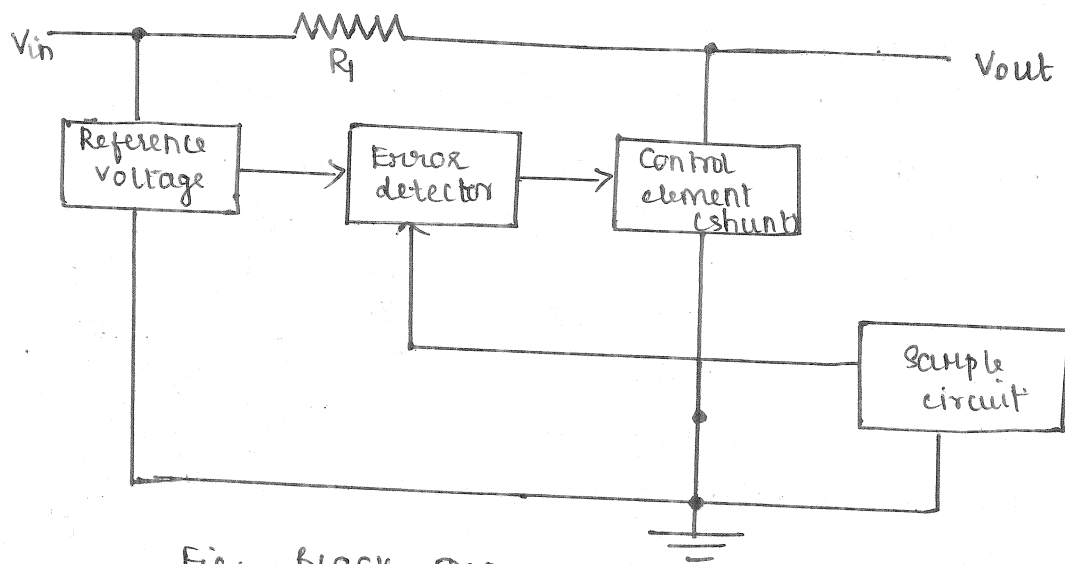 Vin
R1
Vout
Reference
voltage
Error
detector
Control
element
(shunt)
Sample
circuit
Fig. Block